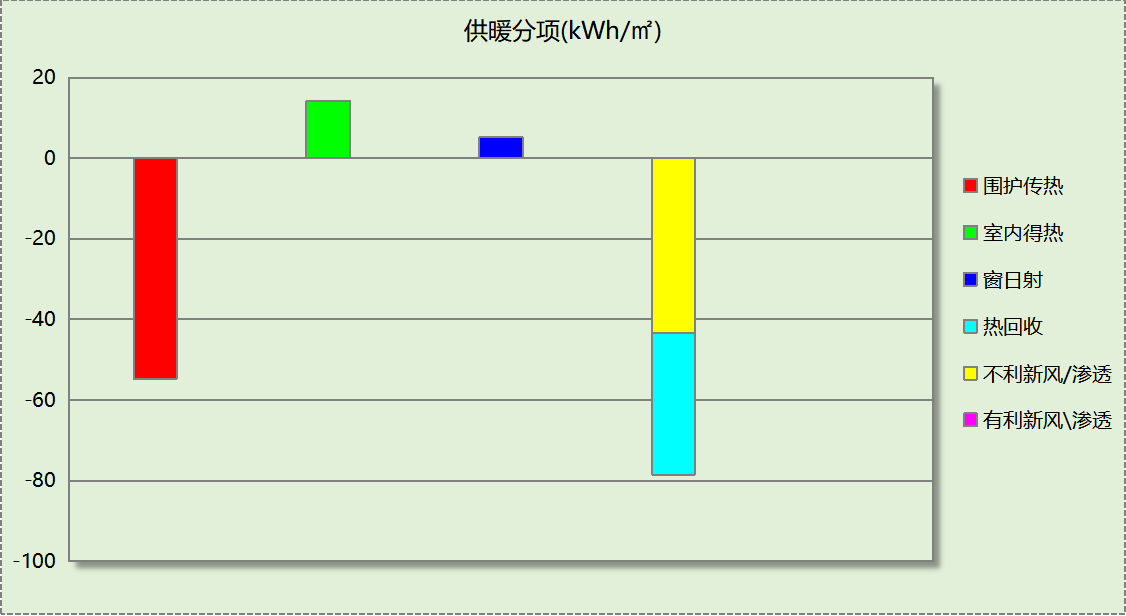 供暖分项(kWh/㎡)
20
0
-20
-40
-60
-80
-100
围护传热
室内得热
窗日射
热回收
不利新风/渗透
有利新风\渗透